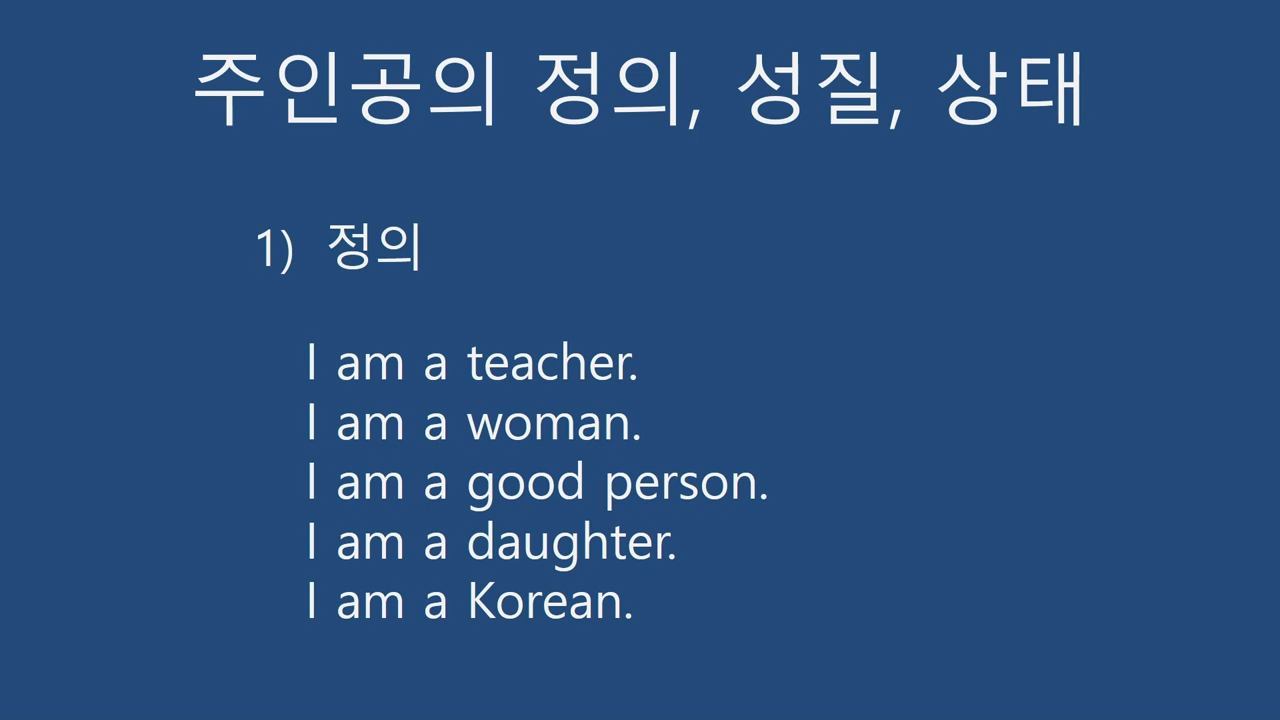 주인공의 정의, 성질, 상태
1) 정의
I am a teacher.
I am a woman.
I am a good person.
I am a daughter.
I am a Korean.